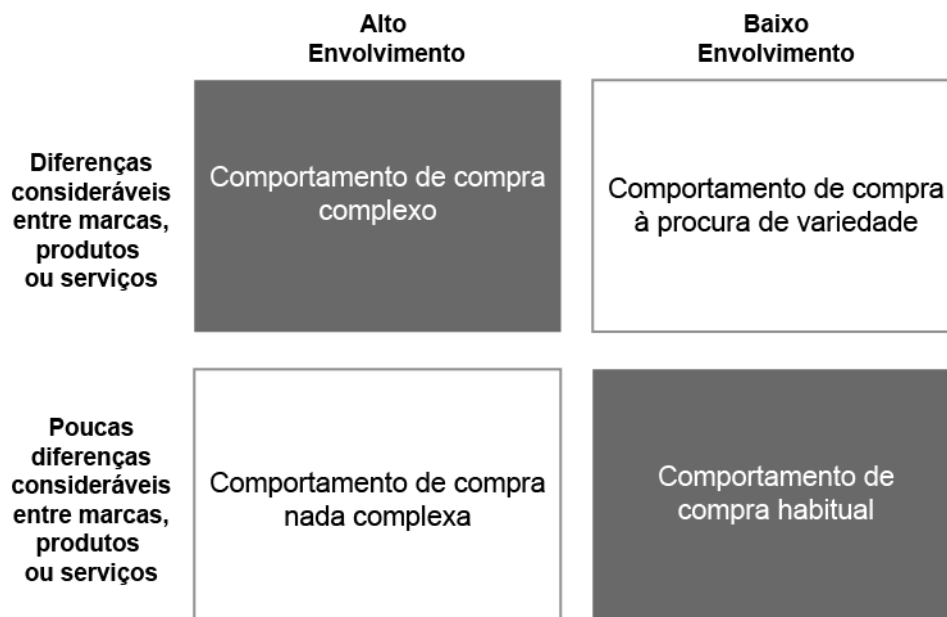 Alto
Envolvimento
Baixo
Envolvimento
Diferenças
consideráveis
entre marcas,
produtos
ou serviços
Comportamento de compra
complexo
Comportamento de compra
à procura de variedade
Poucas
diferenças
consideráveis
entre marcas,
produtos
ou serviços
Comportamento de compra
nada complexa
Comportamento de
compra habitual